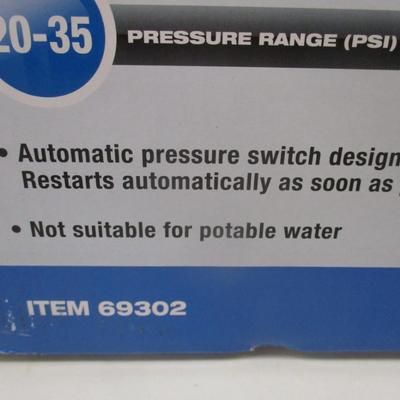 20-35 PRESSURE RANGE (PSI)
• Automatic pressure switch design
Restarts automatically as soon as
• Not suitable for potable water
ITEM 69302